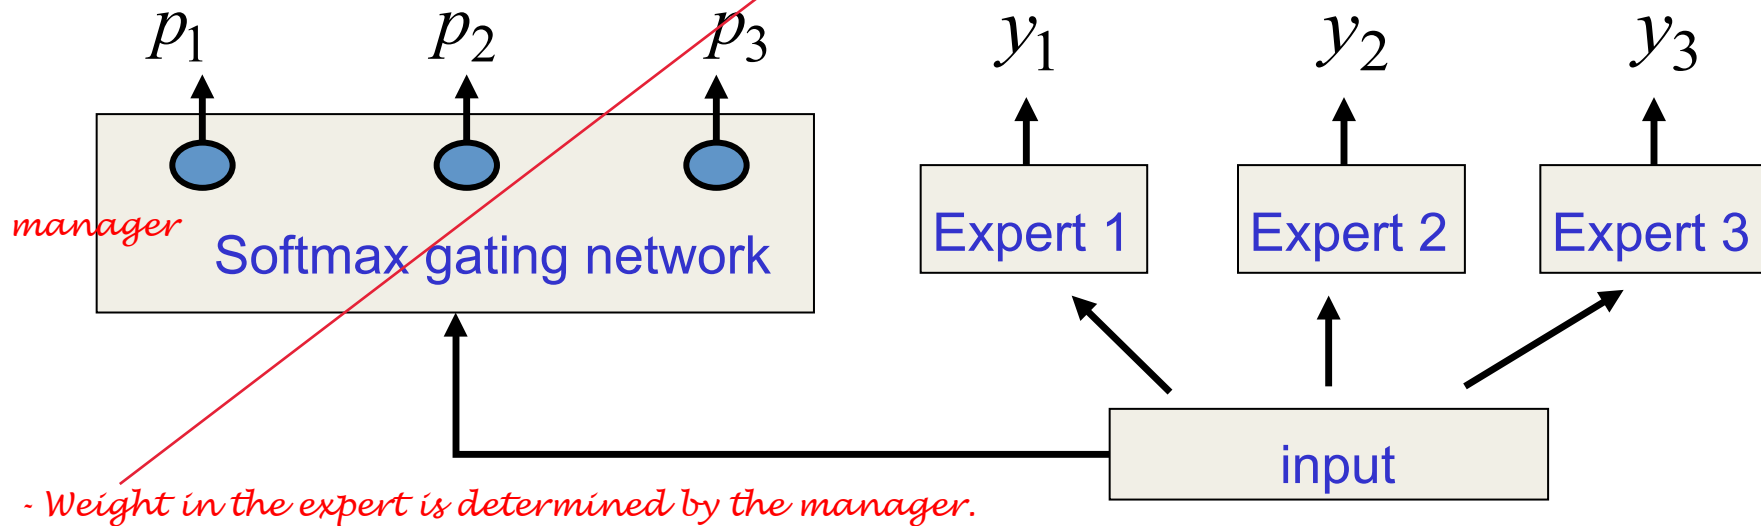 p1 p2 p3 y1 y2 y3
manager
Softmax gating network
Expert 1 Expert 2 Expert 3
input
- Weight in the expert is determined by the manager.